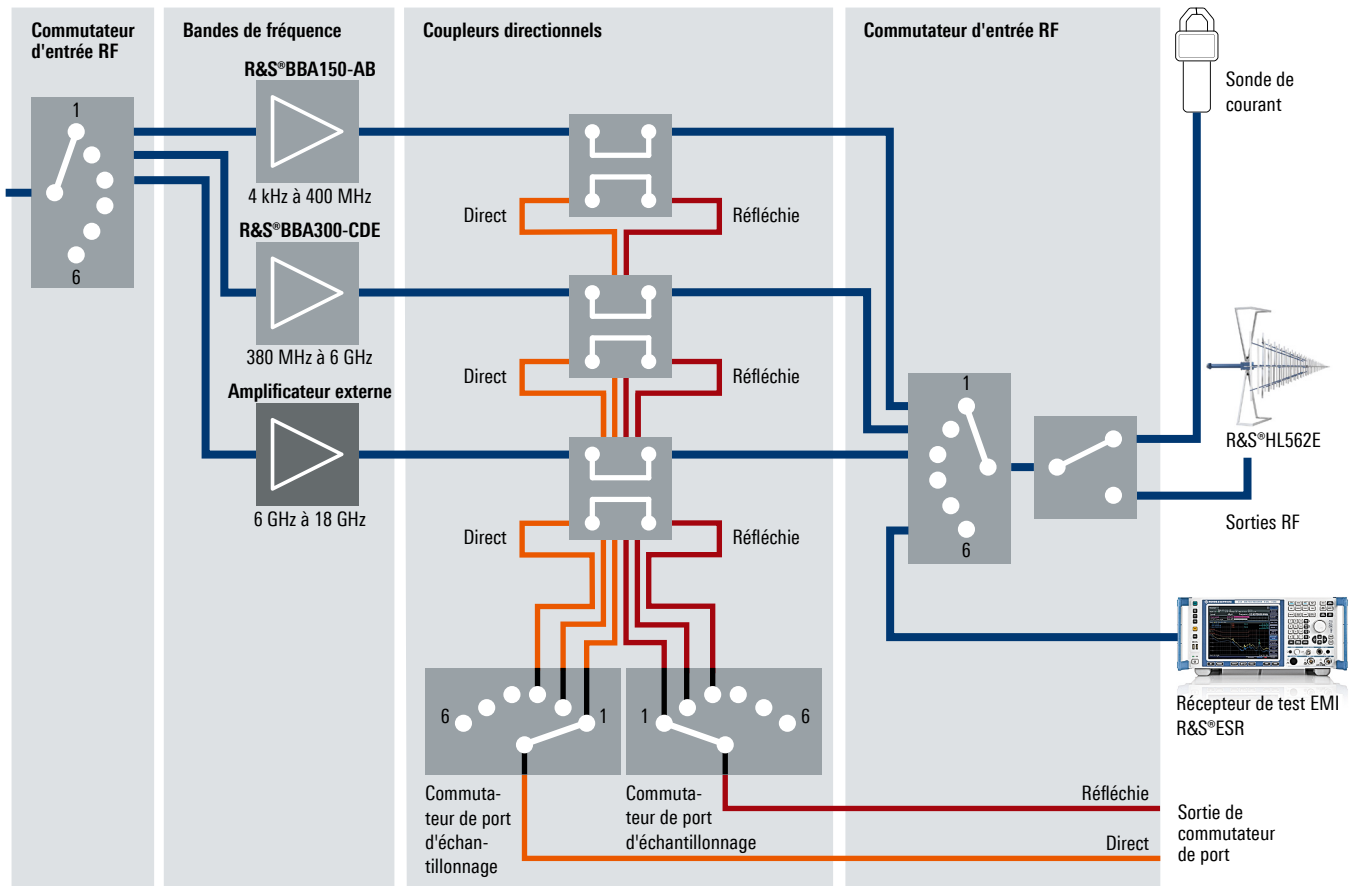 Commutateur
d'entrée RF
Bandes de fréquence
Coupleurs directionnels
Commutateur d'entrée RF
R&S®BBA150-AB
Sonde de
courant
1
6
4 kHz à 400 MHz
Direct
Réfléchie
R&S®BBA300-CDE
380 MHz à 6 GHz
Direct
Réfléchie
Amplificateur externe
6 GHz à 18 GHz
Direct
Réfléchie
1
6
R&S®HL562E
Sorties RF
Récepteur de test EMI
R&S®ESR
6
1
1
6
Commuta-
teur de port
d'échan-
tillonnage
Commuta-
teur de port
d'échantillonnage
Réfléchie
Direct
Sortie de
commutateur
de port